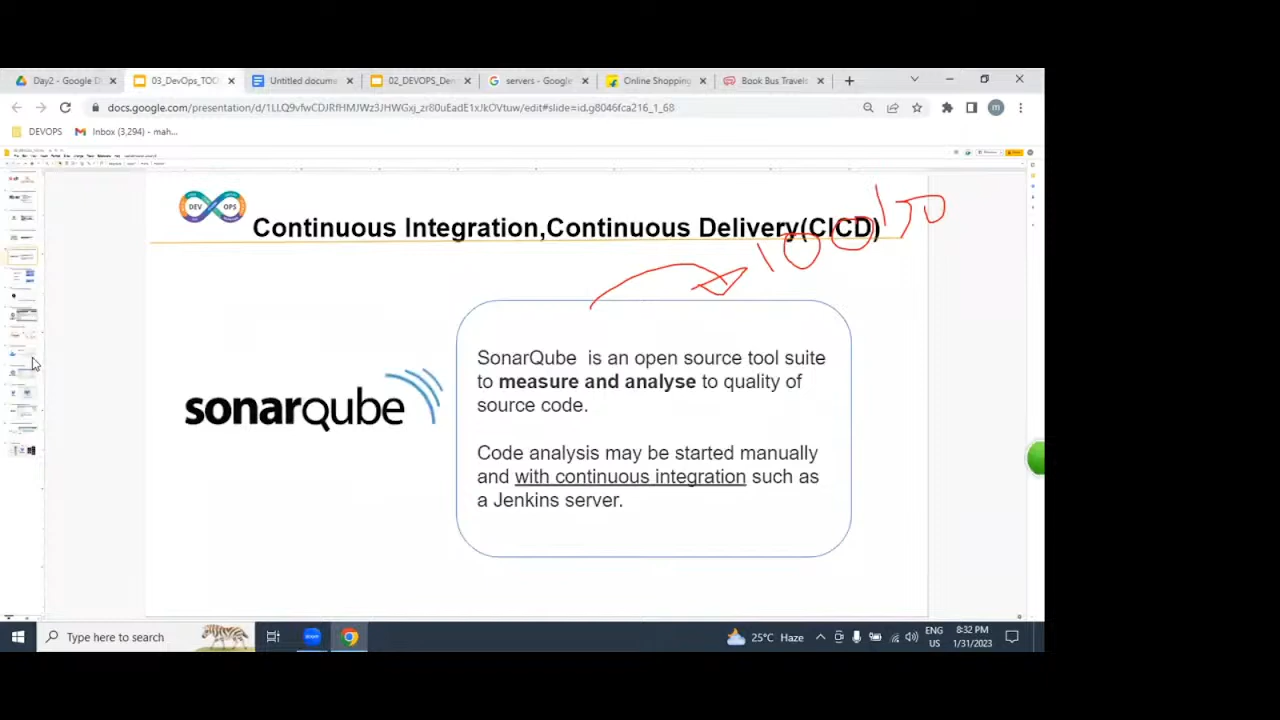 Day2 - Google D
03_DevOps_TOO
Untitled docume
02_DEVOPS_Dev
servers - Google
Online Shopping
Book Bus Travels
docs.google.com/presentation/d/1LLQ9vfwCDJRfHMJWz3JHWGxj_zr80uEadE1xJkOVtuw/edit#slide=id.g8046fca216_1_68
m
DEVOPS
Inbox (3,294) - mah...
DEV OPS
Continuous Integration,Continuous Delivery(CICD)
100
sonarqube
SonarQube is an open source tool suite
to measure and analyse to quality of
source code.
Code analysis may be started manually
and with continuous integration such as
a Jenkins server.
Type here to search
zoom
25°C Haze
ENG
US
8:32 PM
1/31/2023